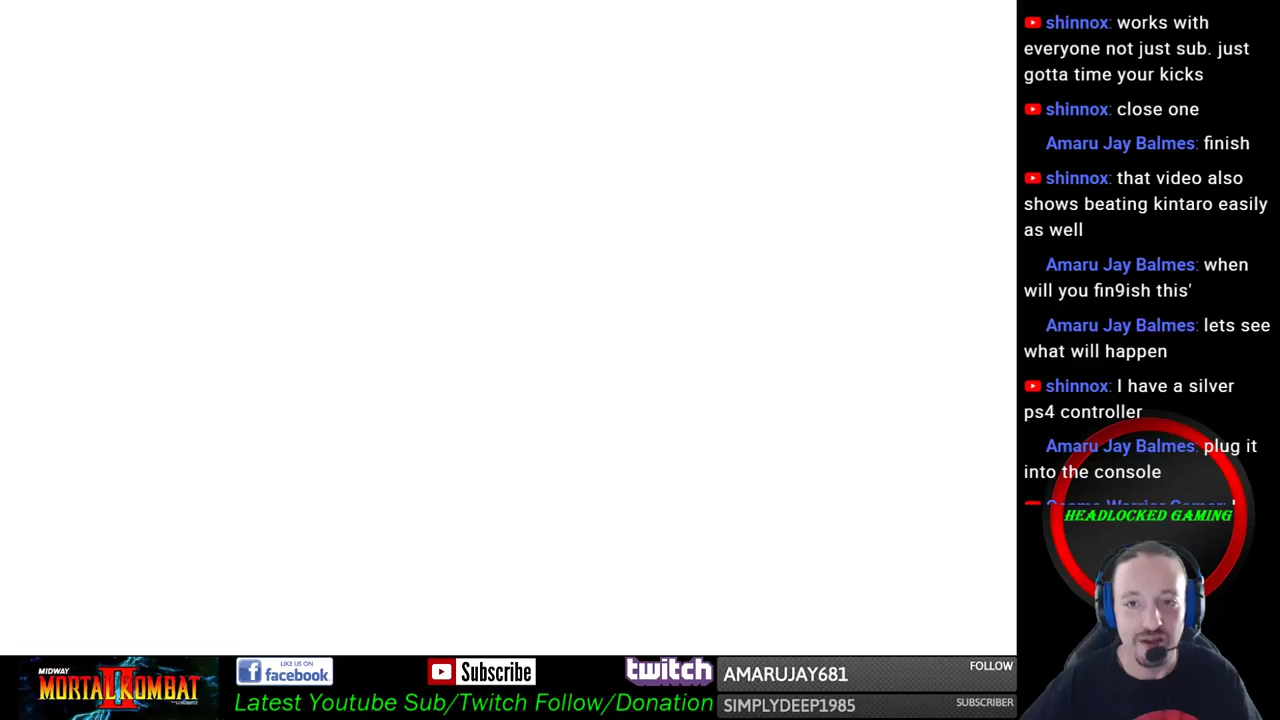 shinnox: works with
everyone not just sub. just
gotta time your kicks
shinnox: close one
Amaru Jay Balmes: finish
shinnox: that video also
shows beating kintaro easily
as well
Amaru Jay Balmes: when
will you fin9ish this'
Amaru Jay Balmes: lets see
what will happen
shinnox: I have a silver
ps4 controller
Amaru Jay Balmes: plug it
into the console
HEADLOCKED GAMING
MIDWAY
MORTAL KOMBAT
II
LIKE US ON
facebook
Subscribe
twitch
AMARUJAY681
FOLLOW
Latest Youtube Sub/Twitch Follow/Donation
SIMPLYDEEP1985
SUBSCRIBER